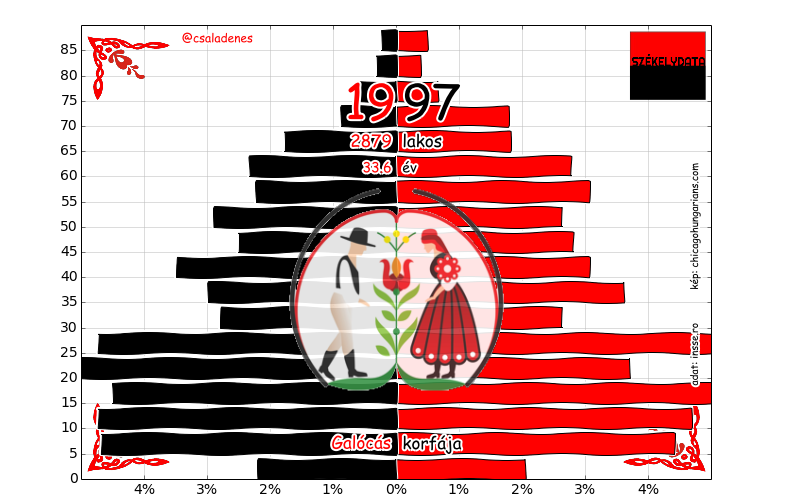 @csaladenes
SZÉKELYDATA
1997
2879 lakos
33.6 év
kép: chicagohungarians.com
adat: insse.ro
Galócás korfája
85
80
75
70
65
60
55
50
45
40
35
30
25
20
15
10
5
0
4% 3% 2% 1% 0% 1% 2% 3% 4%